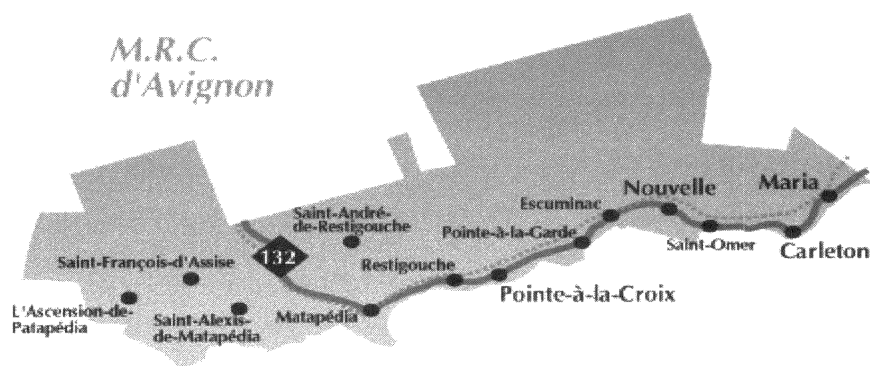 M.R.C.
d'Avignon
Maria
Nouvelle
Escuminac
Saint-André-
de-Restigouche
Pointe-à-la-Garde
Saint-Omer
Carleton
132
Saint-François-d'Assise
Restigouche
Pointe-à-la-Croix
L'Ascension-de-
Patapédia
Saint-Alexis-
de-Matapédia
Matapédia